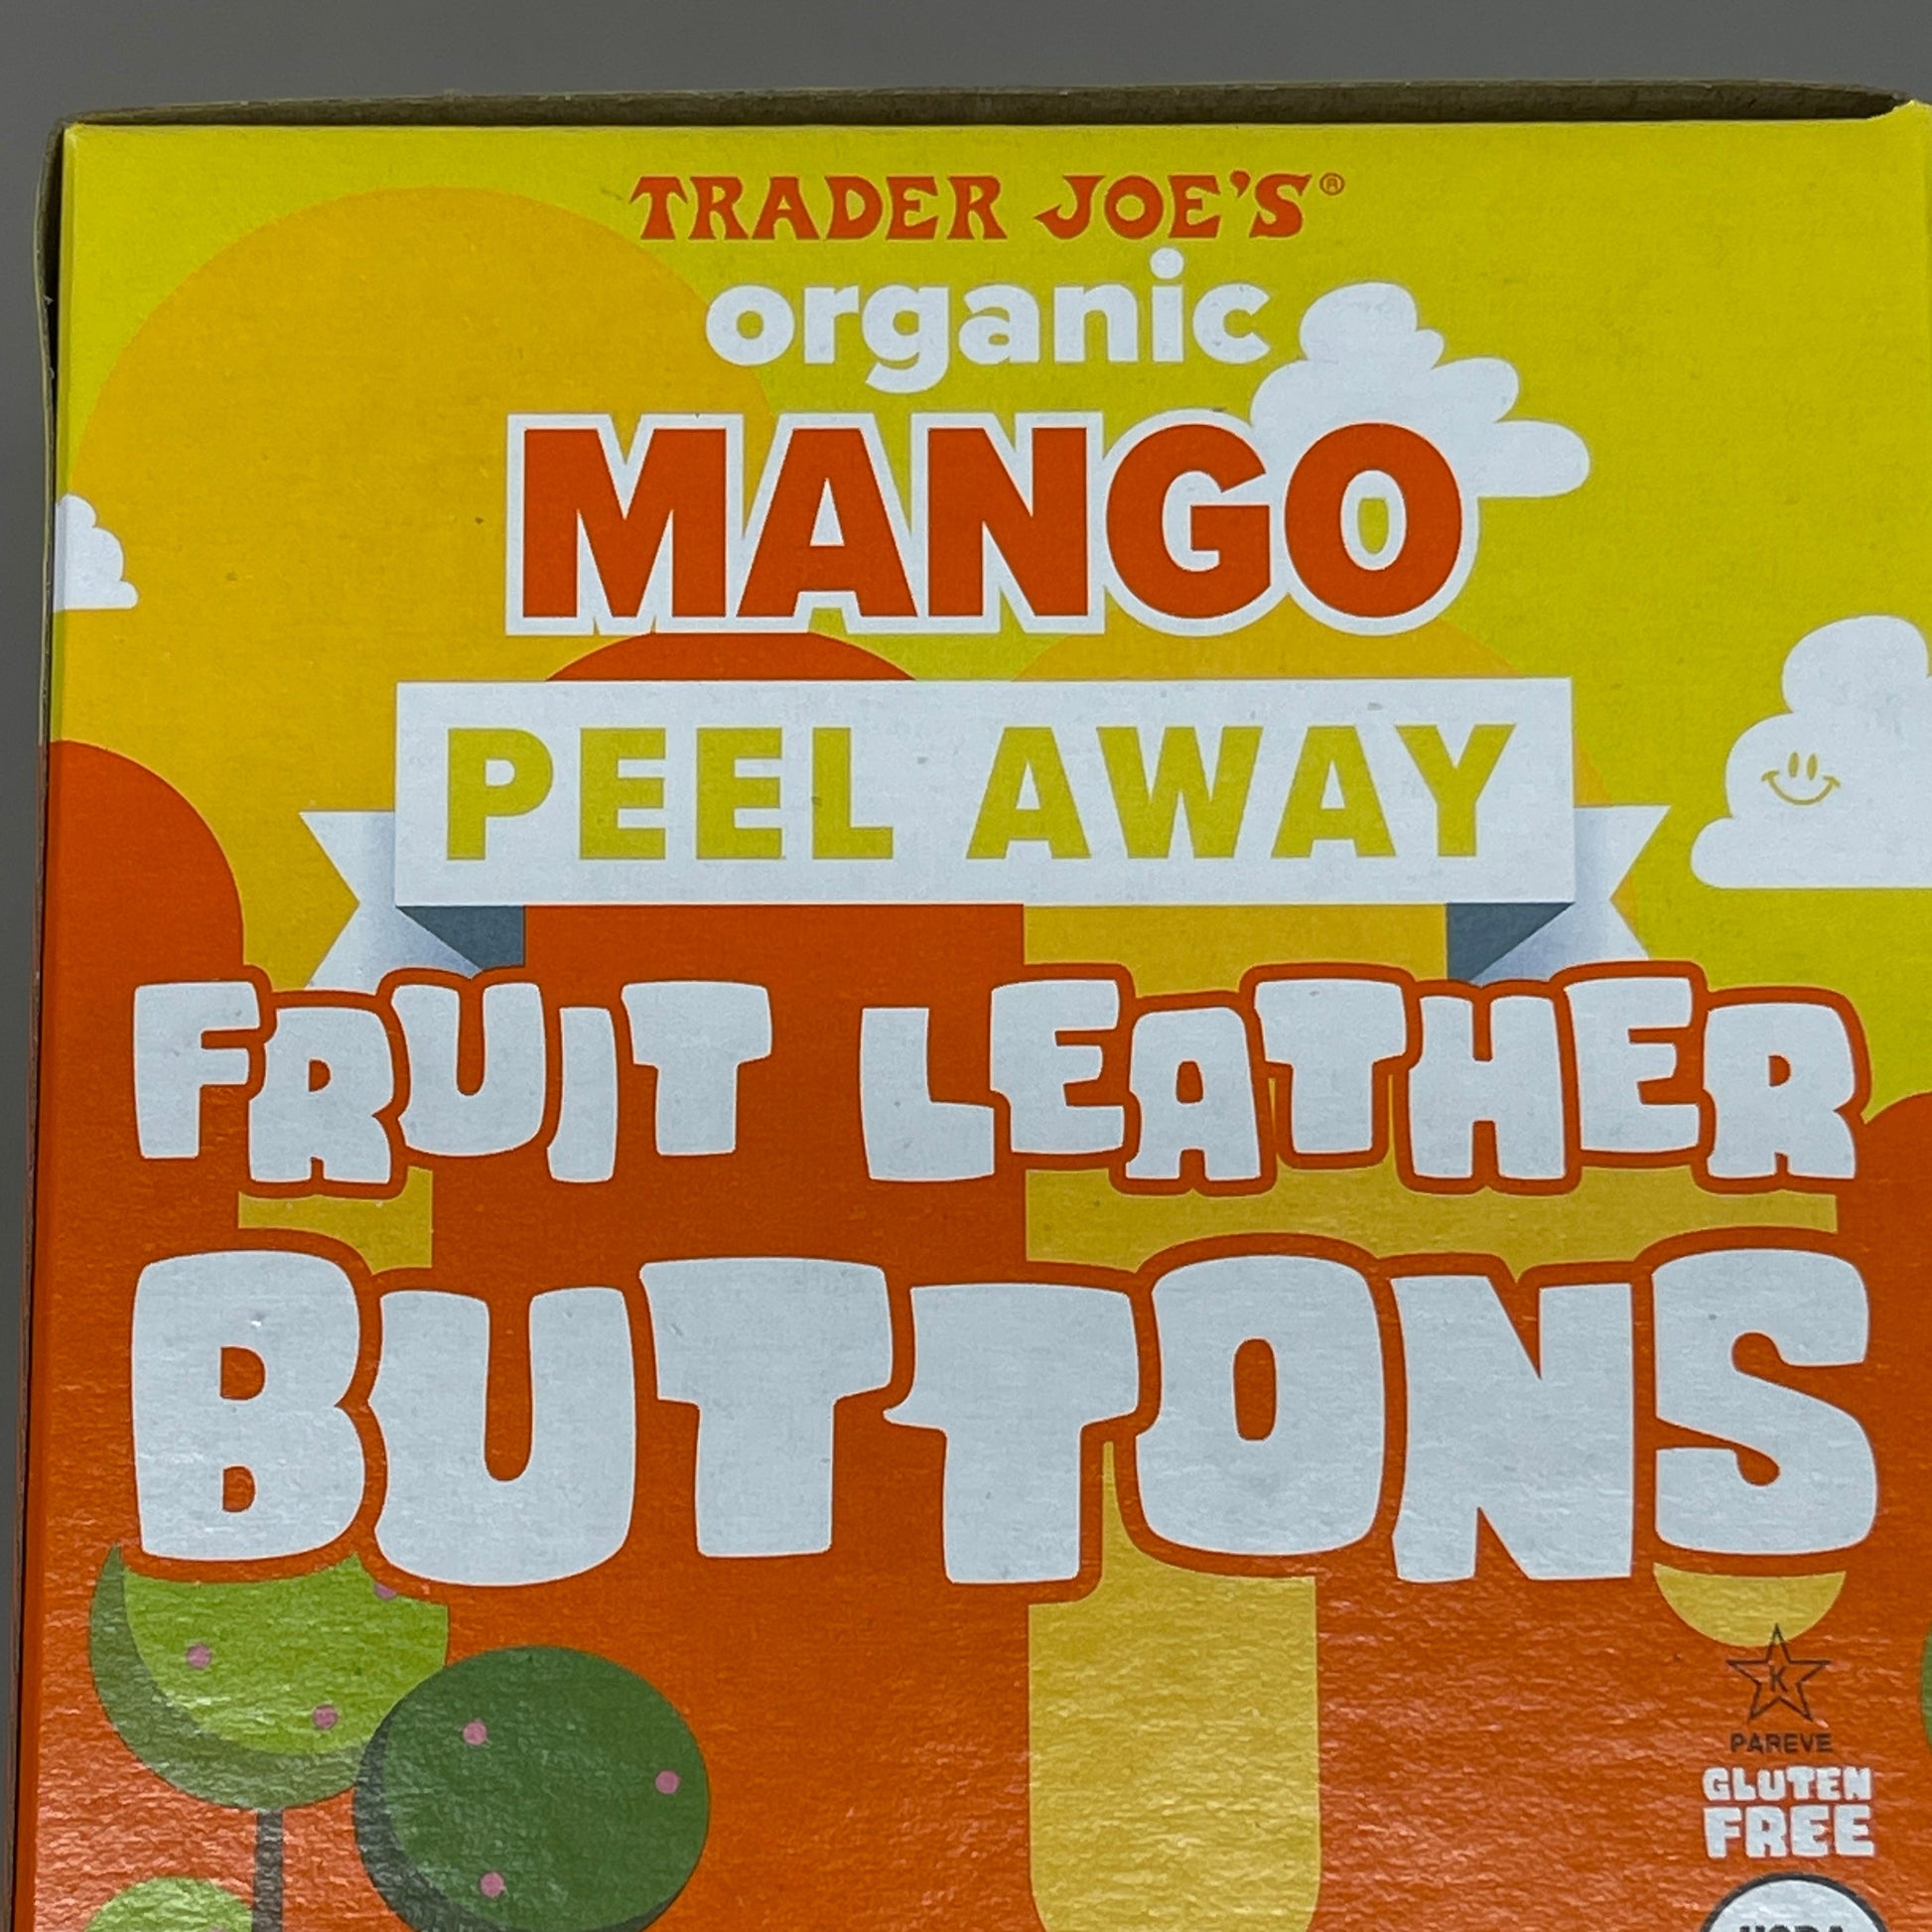 TRADER JOE'S®
organic
MANGO
PEEL AWAY
FRUIT LEATHER
BUTTONS
K
PAREVE
GLUTEN
FREE